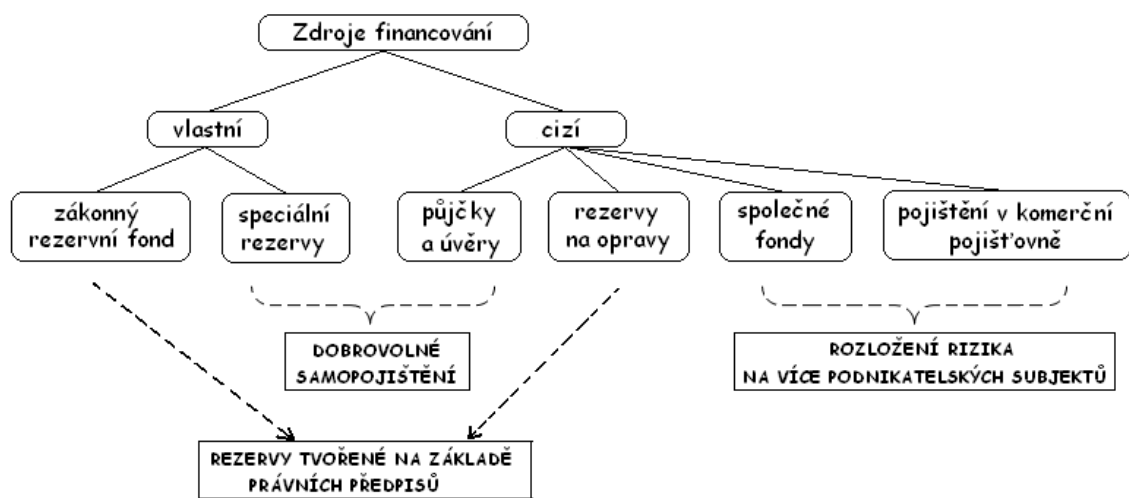 Zdroje financování
vlastní
cizí
zákonný
rezervní fond
speciální
rezervy
půjčky
a úvěry
rezervy
na opravy
společné
fondy
pojištění v komerční
pojišťovně
DOBROVOLNÉ
SAMOPOJIŠTĚNÍ
ROZLOŽENÍ RIZIKA
NA VÍCE PODNIKATELSKÝCH SUBJEKTŮ
REZERVY TVOŘENÉ NA ZÁKLADĚ
PRÁVNÍCH PŘEDPISŮ